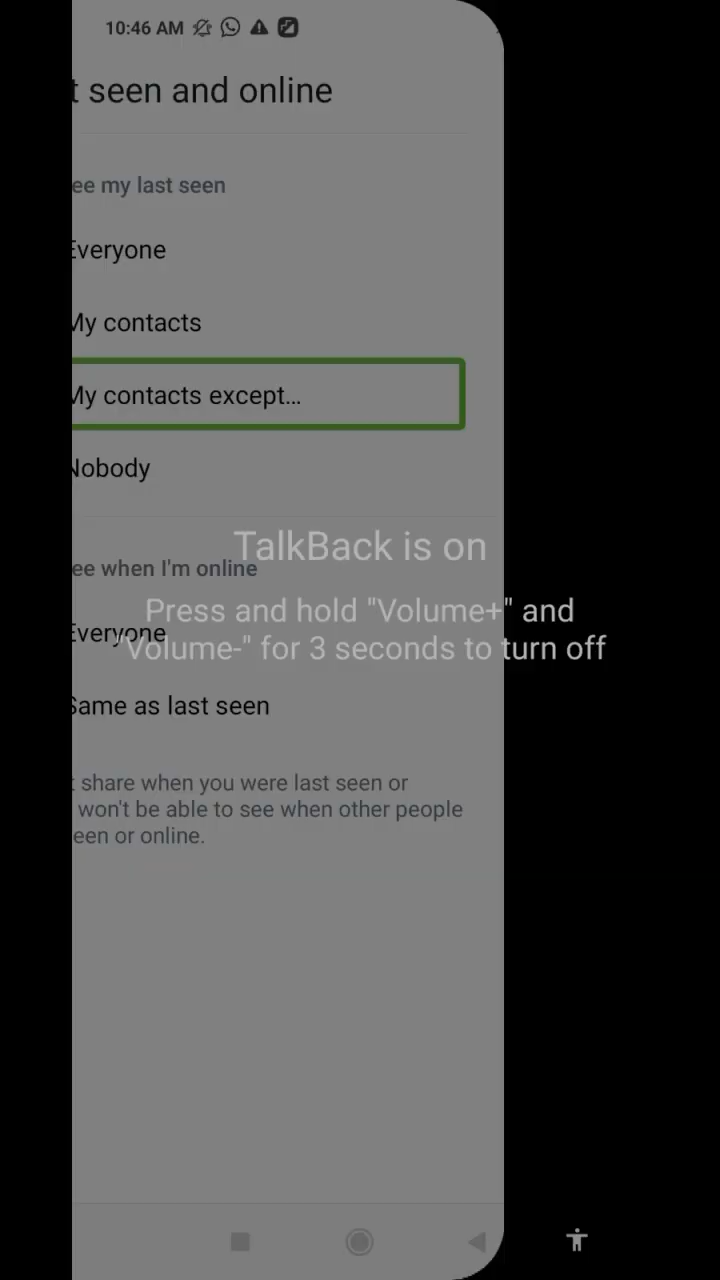 10:46 AM
t seen and online
ee my last seen
Everyone
My contacts
My contacts except...
Nobody
TalkBack is on
ee when I'm online
Press and hold "Volume+" and
Everyone
"Volume-" for 3 seconds to turn off
Same as last seen
t share when you were last seen or
won't be able to see when other people
een or online.